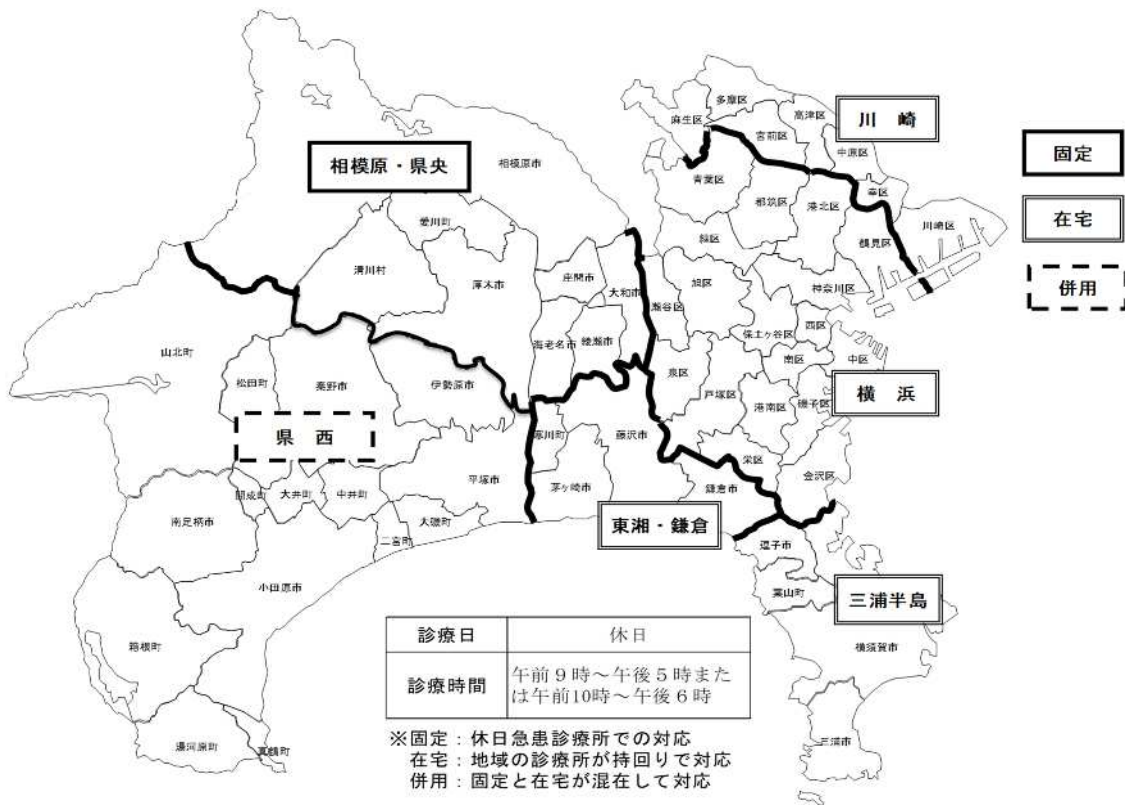 多摩区
麻生区
高津区
川　崎
宮前区
中原区
固定
相模原・県央
相模原市
青葉区
幸区
都筑区
港北区
川崎区
在宅
愛川町
緑区
鶴見区
清川村
厚木市
座間市
大和市
旭区
神奈川区
併用
瀬谷区
西区
山北町
海老名市
綾瀬市
保土ヶ谷区
中区
南区
松田町
秦野市
伊勢原市
泉区
戸塚区
港南区
磯子区
横　浜
県　西
寒川町
藤沢市
栄区
金沢区
平塚市
茅ヶ崎市
鎌倉市
開成町
大井町
中井町
南足柄市
大磯町
東湘・鎌倉
二宮町
逗子市
小田原市
葉山町
三浦半島
箱根町
横須賀市
診療日　休日
診療時間　午前９時～午後５時また
は午前10時～午後６時
湯河原町
真鶴町
三浦市
※固定：休日急患診療所での対応
在宅：地域の診療所が持回りで対応
併用：固定と在宅が混在して対応